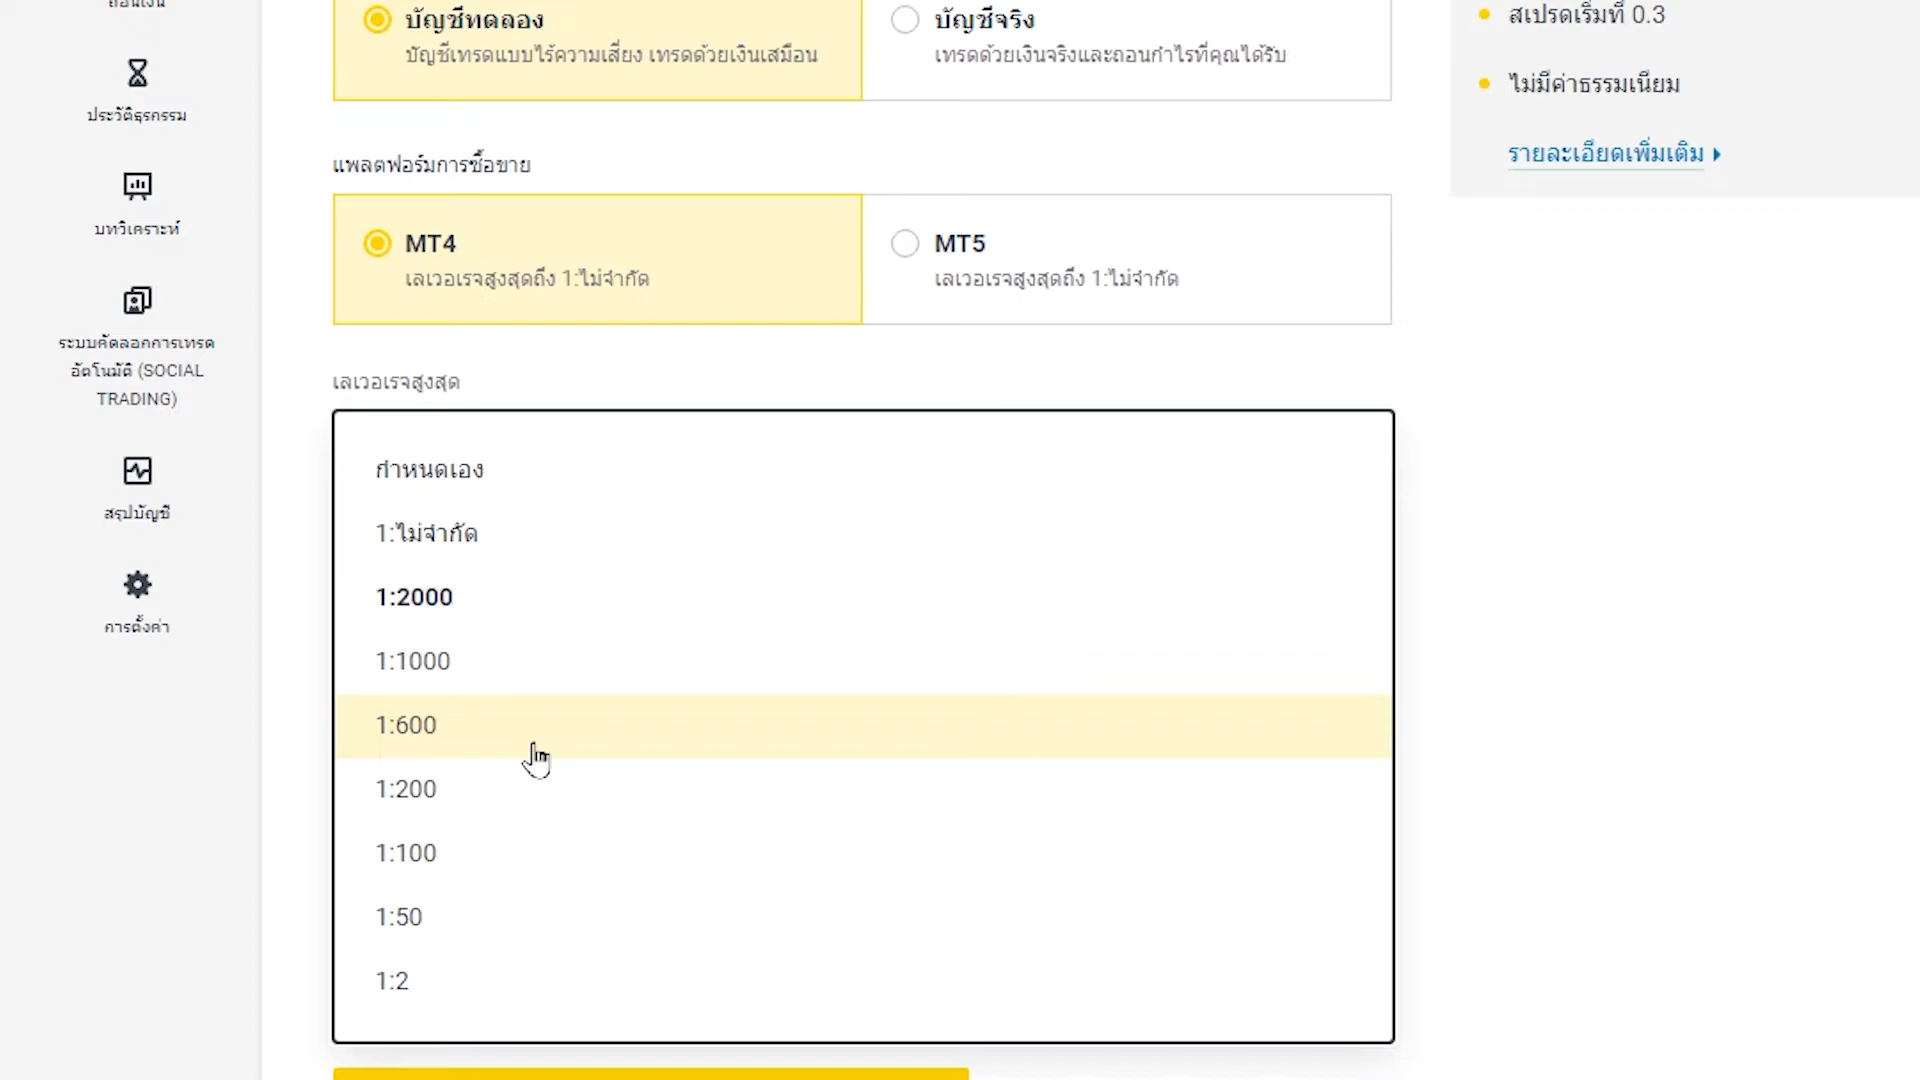 ถอนเงิน
ประวัติธุรกรรม
บทวิเคราะห์
ระบบคัดลอกการเทรด
อัตโนมัติ (SOCIAL
TRADING)
สรุปบัญชี
การตั้งค่า
บัญชีทดลอง
บัญชีเทรดแบบไร้ความเสี่ยง เทรดด้วยเงินเสมือน
บัญชีจริง
เทรดด้วยเงินจริงและถอนกำไรที่คุณได้รับ
แพลตฟอร์มการซื้อขาย
MT4
เลเวอเรจสูงสุดถึง 1:ไม่จำกัด
MT5
เลเวอเรจสูงสุดถึง 1:ไม่จำกัด
เลเวอเรจสูงสุด
กำหนดเอง
1:ไม่จำกัด
1:2000
1:1000
1:600
1:200
1:100
1:50
1:2
สเปรดเริ่มที่ 0.3
ไม่มีค่าธรรมเนียม
รายละเอียดเพิ่มเติม